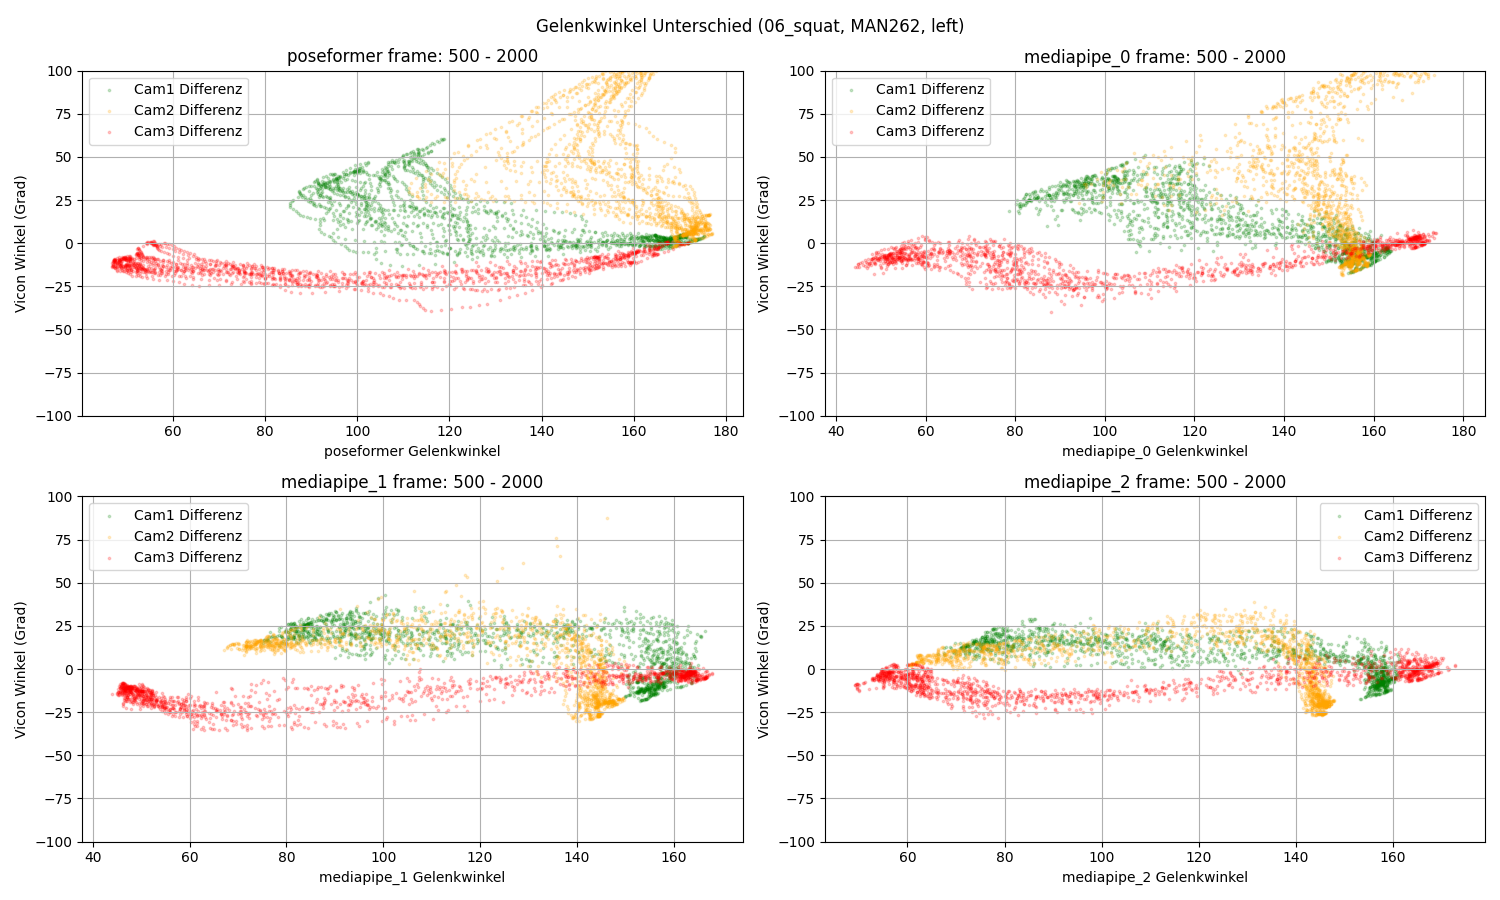 Gelenkwinkel Unterschied (06_squat, MAN262, left)
poseformer frame: 500 - 2000
Cam1 Differenz
Cam2 Differenz
Cam3 Differenz
Vicon Winkel (Grad)
100
75
50
25
0
−25
−50
−75
−100
60 80 100 120 140 160 180
poseformer Gelenkwinkel
mediapipe_0 frame: 500 - 2000
Cam1 Differenz
Cam2 Differenz
Cam3 Differenz
Vicon Winkel (Grad)
100
75
50
25
0
−25
−50
−75
−100
40 60 80 100 120 140 160 180
mediapipe_0 Gelenkwinkel
mediapipe_1 frame: 500 - 2000
Cam1 Differenz
Cam2 Differenz
Cam3 Differenz
Vicon Winkel (Grad)
100
75
50
25
0
−25
−50
−75
−100
40 60 80 100 120 140 160
mediapipe_1 Gelenkwinkel
mediapipe_2 frame: 500 - 2000
Cam1 Differenz
Cam2 Differenz
Cam3 Differenz
Vicon Winkel (Grad)
100
75
50
25
0
−25
−50
−75
−100
60 80 100 120 140 160
mediapipe_2 Gelenkwinkel